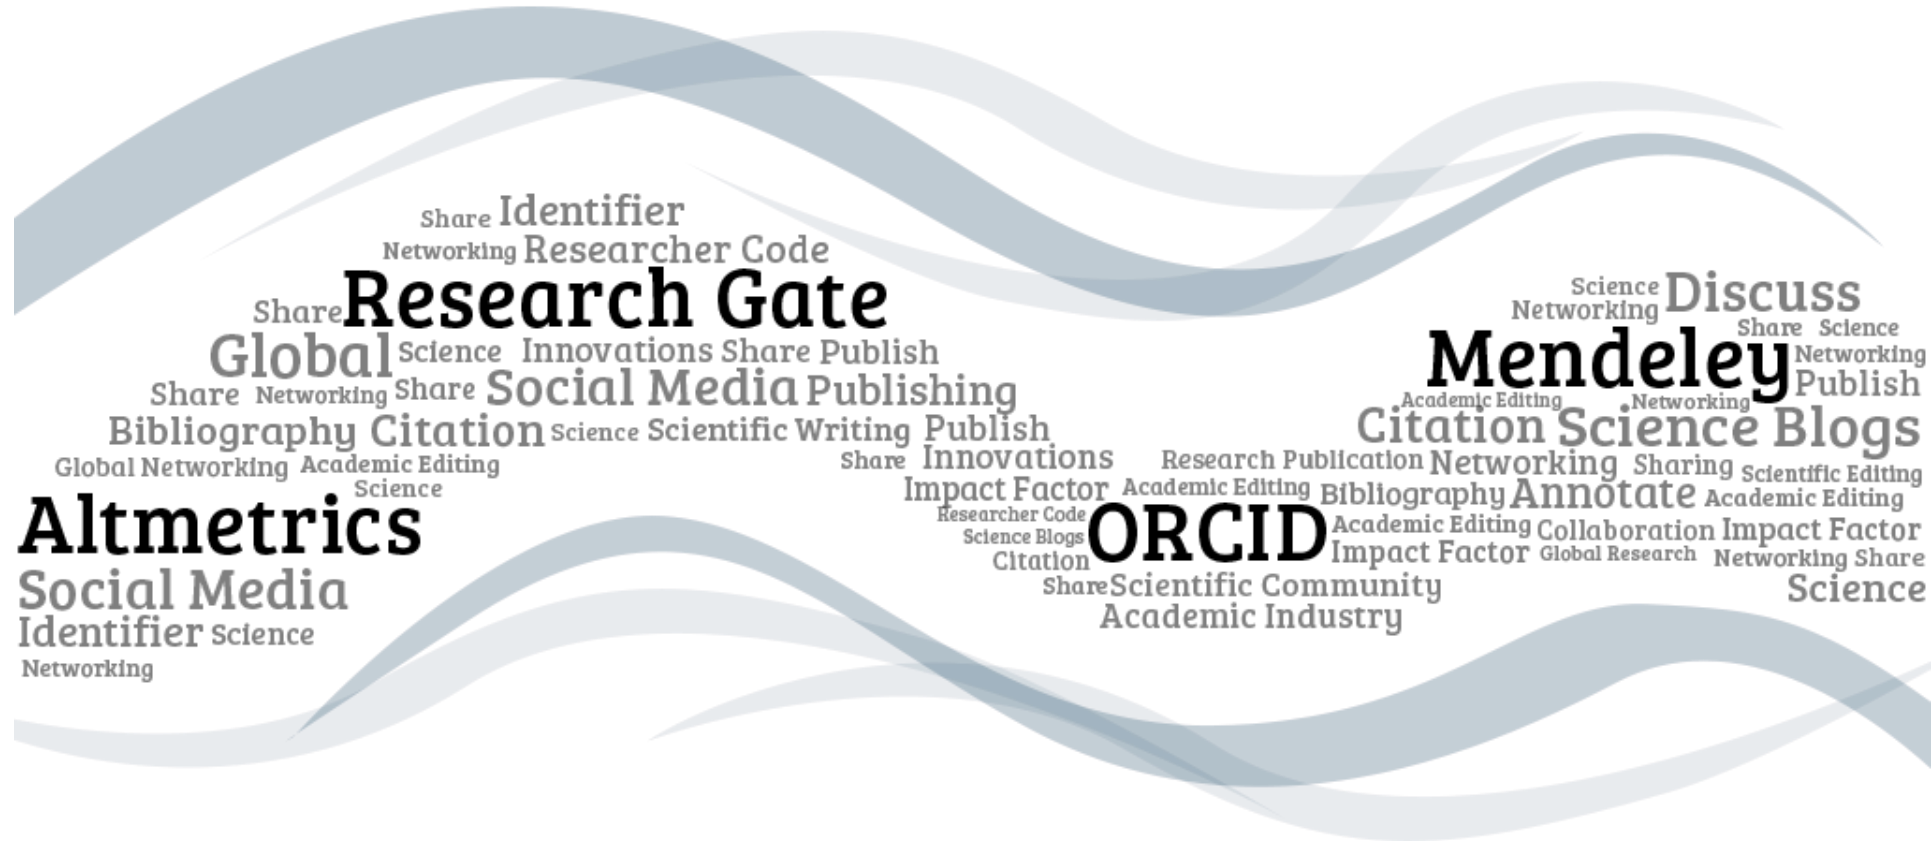 Share Identifier
Networking Researcher Code
Share Research Gate
Global Science Innovations Share Publish
Share Networking Share Social Media Publishing
Bibliography Citation Science Scientific Writing Publish
Global Networking Academic Editing
Science
Altmetrics
Social Media
Identifier Science
Networking
Share Innovations
Impact Factor Academic Editing
Researcher Code
Science Blogs
Citation
ORCID
Share Scientific Community
Academic Industry
Science Discuss
Networking
Share Science
Mendeley Networking
Publish
Academic Editing Networking
Citation Science Blogs
Research Publication Networking Sharing Scientific Editing
Bibliography Annotate Academic Editing
Academic Editing Collaboration Impact Factor
Impact Factor Global Research Networking Share
Science